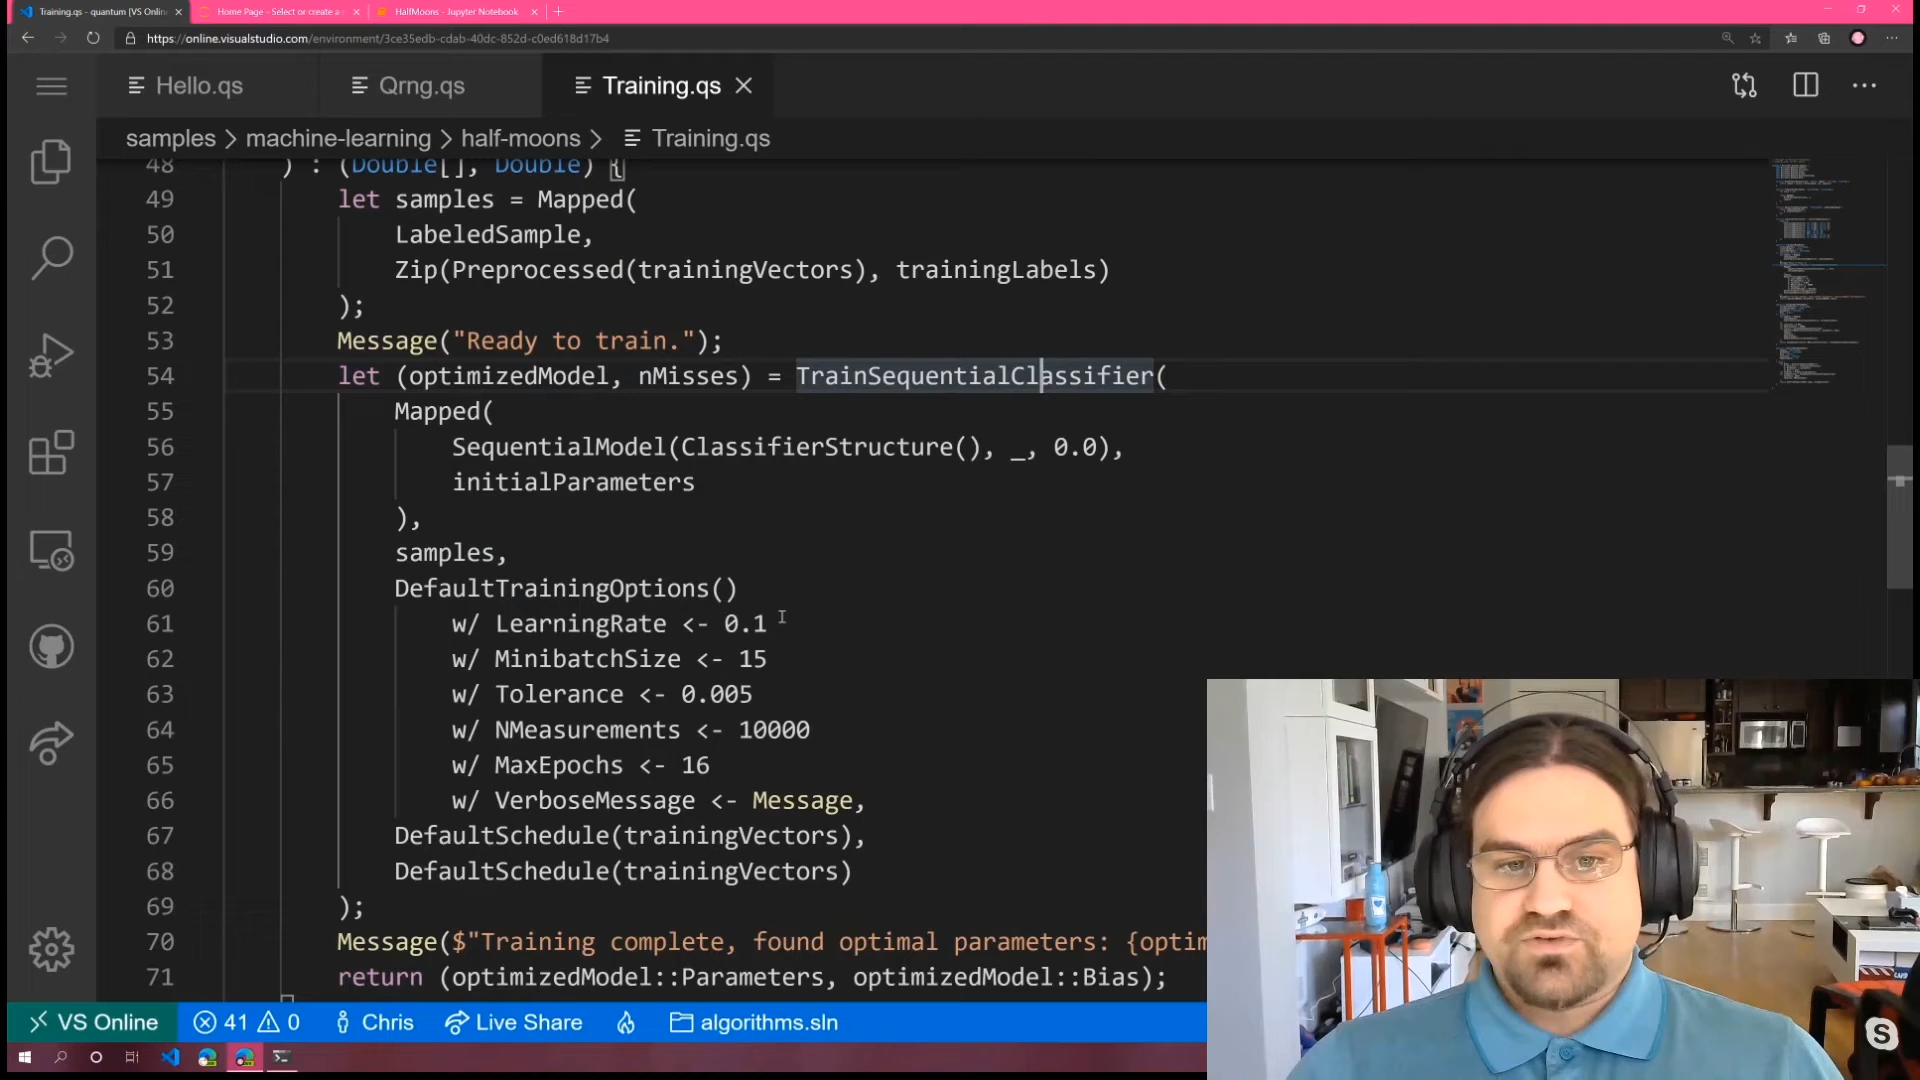 Training.qs - quantum [VS Onlin
Home Page - Select or create a
HalfMoons - Jupyter Notebook
https://online.visualstudio.com/environment/3ce35edb-cdab-40dc-852d-c0ed618d17b4
Hello.qs
Qrng.qs
Training.qs
samples > machine-learning > half-moons > Training.qs
48 ) : (Double[], Double) {
49 let samples = Mapped(
50 LabeledSample,
51 Zip(Preprocessed(trainingVectors), trainingLabels)
52 );
53 Message("Ready to train.");
54 let (optimizedModel, nMisses) = TrainSequentialClassifier(
55 Mapped(
56 SequentialModel(ClassifierStructure(), _, 0.0),
57 initialParameters
58 ),
59 samples,
60 DefaultTrainingOptions()
61 w/ LearningRate <- 0.1
62 w/ MinibatchSize <- 15
63 w/ Tolerance <- 0.005
64 w/ NMeasurements <- 10000
65 w/ MaxEpochs <- 16
66 w/ VerboseMessage <- Message,
67 DefaultSchedule(trainingVectors),
68 DefaultSchedule(trainingVectors)
69 );
70 Message($"Training complete, found optimal parameters: {optim
71 return (optimizedModel::Parameters, optimizedModel::Bias);
VS Online
41
0
Chris
Live Share
algorithms.sln